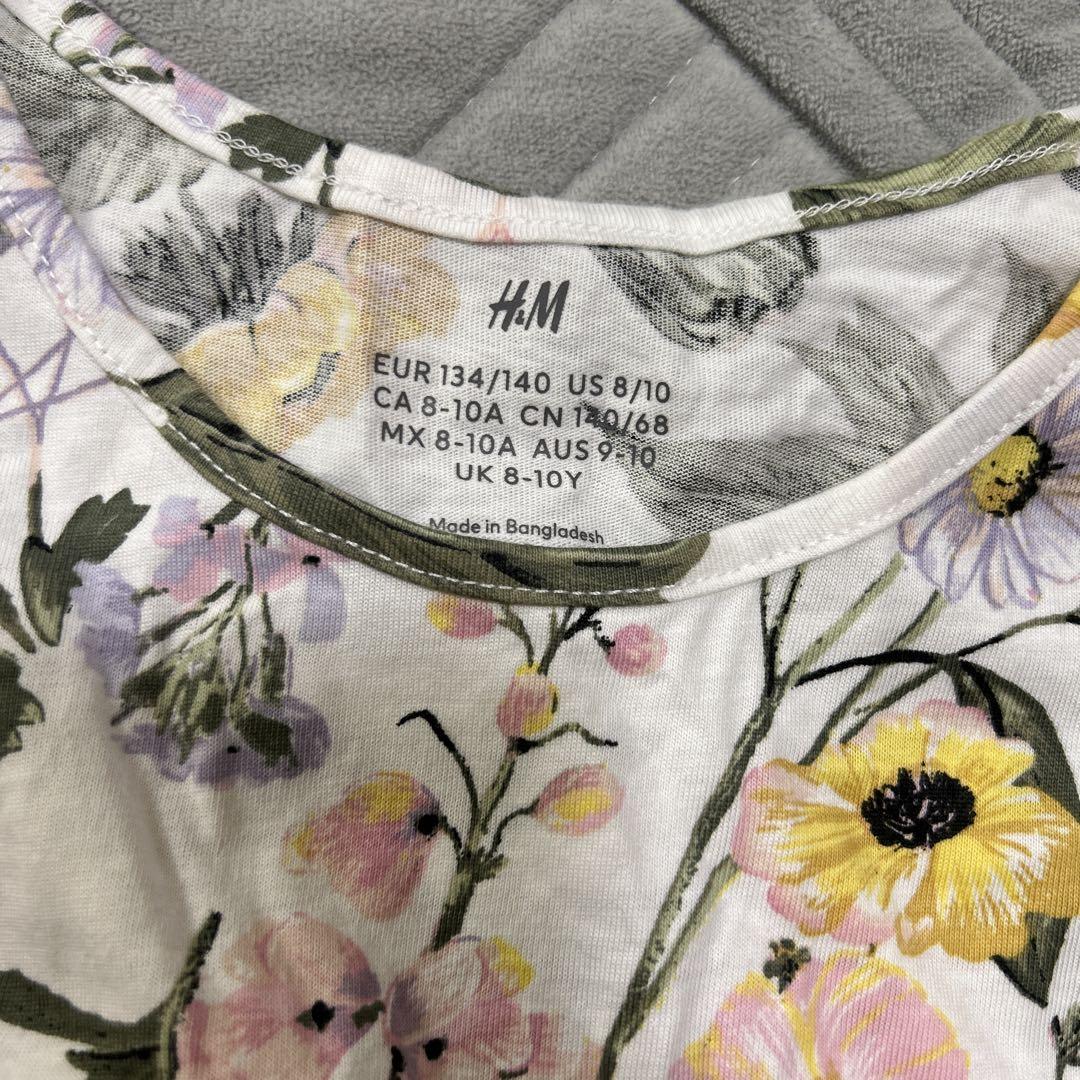 H&M
EUR 134/140 US 8/10
CA 8-10A CN 140/68
MX 8-10A AUS 9-10
UK 8-10Y
Made in Bangladesh